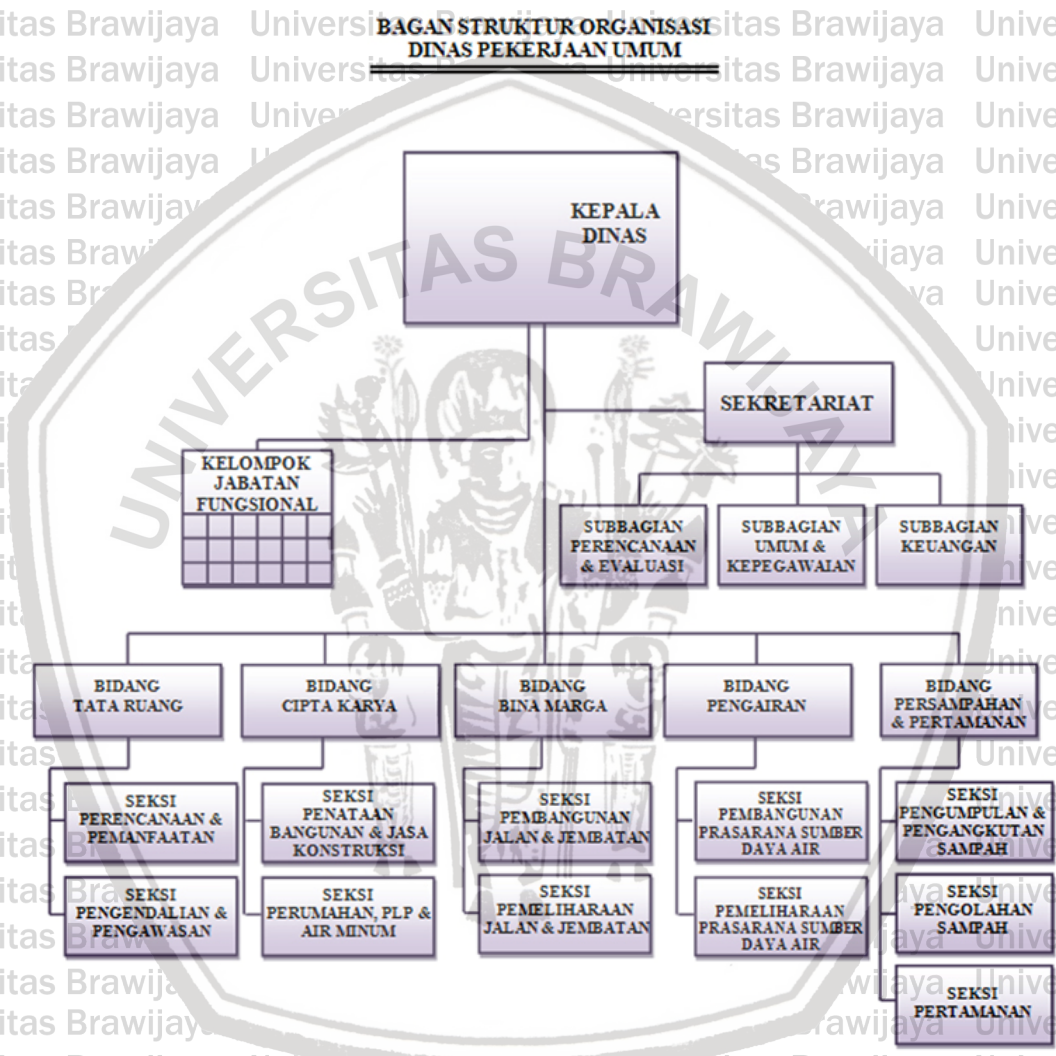 BAGAN STRUKTUR ORGANISASI
DINAS PEKERJAAN UMUM
KEPALA
DINAS
SEKRETARIAT
KELOMPOK
JABATAN
FUNGSIONAL
SUBBAGIAN
PERENCANAAN
& EVALUASI
SUBBAGIAN
UMUM &
KEPEGAWAIAN
SUBBAGIAN
KEUANGAN
BIDANG
TATA RUANG
BIDANG
CIPTA KARYA
BIDANG
BINA MARGA
BIDANG
PENGAIRAN
BIDANG
PERSAMPAHAN
& PERTAMANAN
SEKSI
PERENCANAAN &
PEMANFAATAN
SEKSI
PENATAAN
BANGUNAN & JASA
KONSTRUKSI
SEKSI
PEMBANGUNAN
JALAN & JEMBATAN
SEKSI
PEMBANGUNAN
PRASARANA SUMBER
DAYA AIR
SEKSI
PENGUMPULAN &
PENGANGKUTAN
SAMPAH
SEKSI
PENGENDALIAN &
PENGAWASAN
SEKSI
PERUMAHAN, PLP &
AIR MINUM
SEKSI
PEMELIHARAAN
JALAN & JEMBATAN
SEKSI
PEMELIHARAAN
PRASARANA SUMBER
DAYA AIR
SEKSI
PENGOLAHAN
SAMPAH
SEKSI
PERTAMANAN
UNIVERSITAS BRAWIJAYA